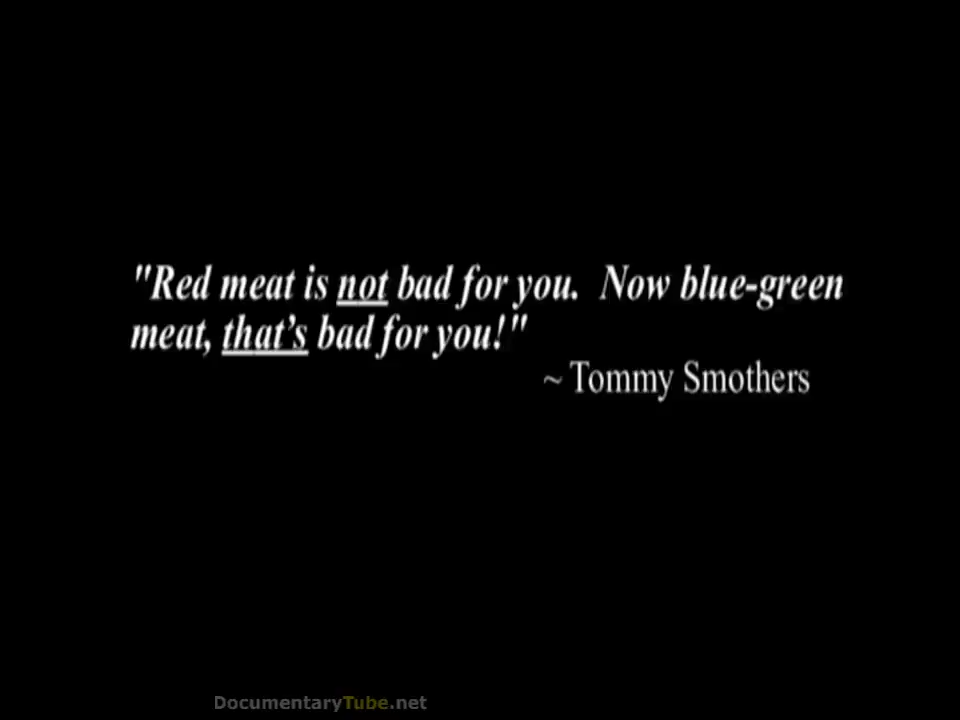 "Red meat is not bad for you.  Now blue-green
meat, that’s bad for you!"
~ Tommy Smothers
DocumentaryTube.net